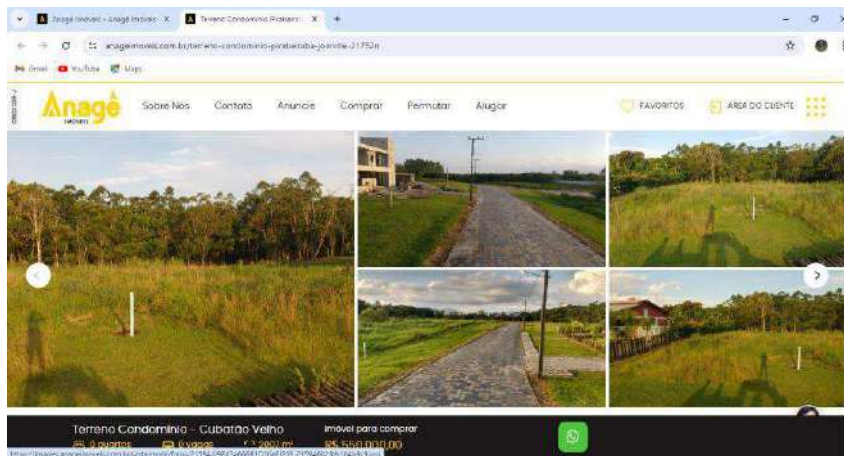 Anagê Imóveis - Anagê Imóveis X
Terreno Condomínio Pirabeiraba X +
anageimoveis.com.br/terreno-condominio-pirabeiraba-joinville-21752n
Gmail YouTube Maps
Anagê
IMÓVEIS
Sobre Nós Contato Anuncie Comprar Permutar Alugar FAVORITOS ÁREA DO CLIENTE
Terreno Condomínio - Cubatão Velho
Imóvel para comprar
0 quartos 0 vagas 2002 m²
R$ 550.000,00